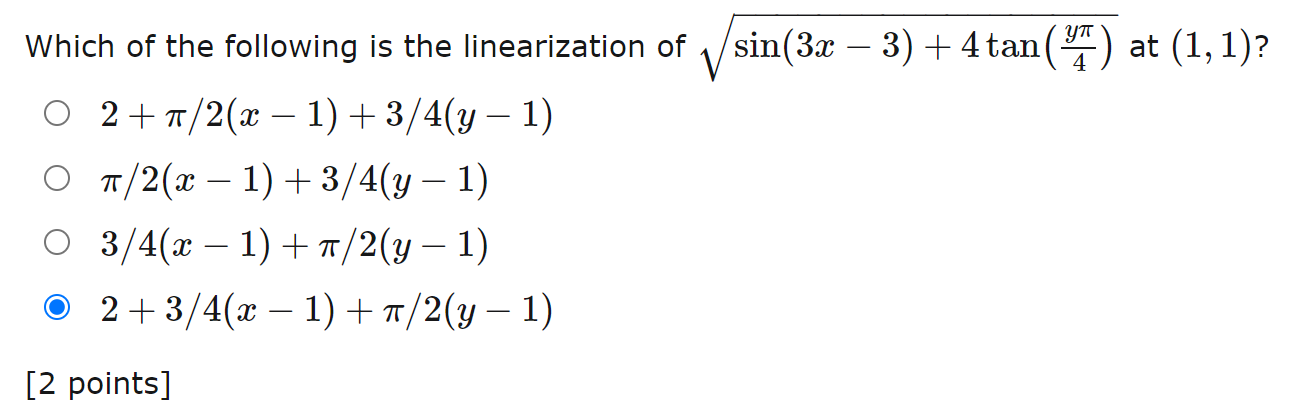 Which of the following is the linearization of √(sin(3x − 3) + 4 tan(yπ/4)) at (1, 1)?
2 + π/2(x − 1) + 3/4(y − 1)
π/2(x − 1) + 3/4(y − 1)
3/4(x − 1) + π/2(y − 1)
2 + 3/4(x − 1) + π/2(y − 1)
[2 points]